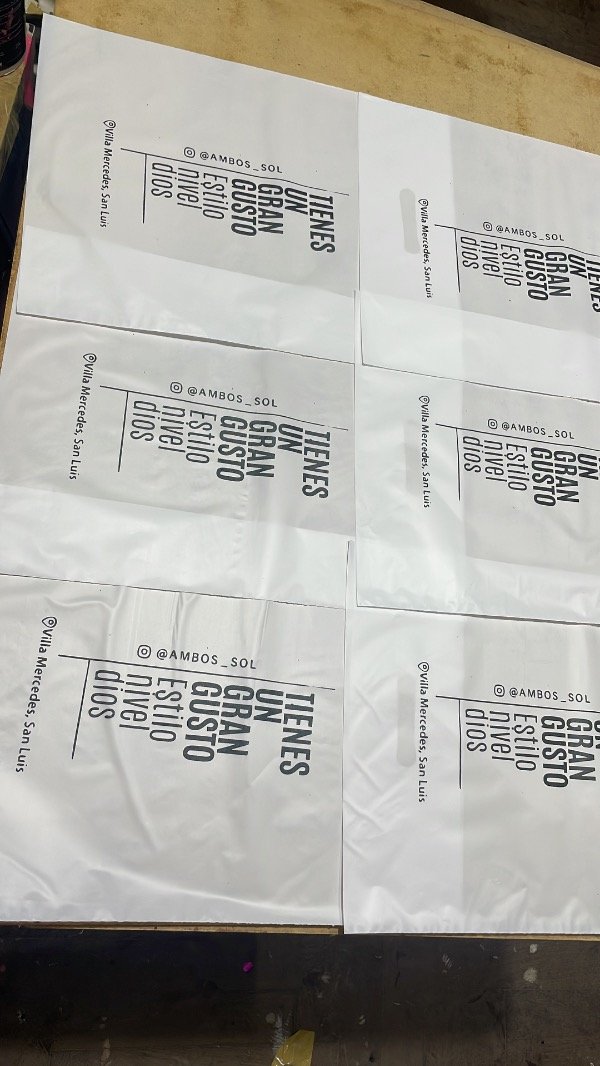 TIENES
UN
GRAN
GUSTO
Estilo
nivel
dios
@AMBOS_SOL
Villa Mercedes, San Luis
TIENES
UN
GRAN
GUSTO
Estilo
nivel
dios
@AMBOS_SOL
Villa Mercedes, San Luis
TIENES
UN
GRAN
GUSTO
Estilo
nivel
dios
@AMBOS_SOL
Villa Mercedes, San Luis
UN
GRAN
GUSTO
Estilo
nivel
dios
@AMBOS_SOL
Villa Mercedes, San Luis
TIENES
UN
GRAN
GUSTO
Estilo
nivel
dios
@AMBOS_SOL
Villa Mercedes, San Luis
GRAN
GUSTO
Estilo
nivel
dios
@AMBOS_SOL
Villa Mercedes, San Luis